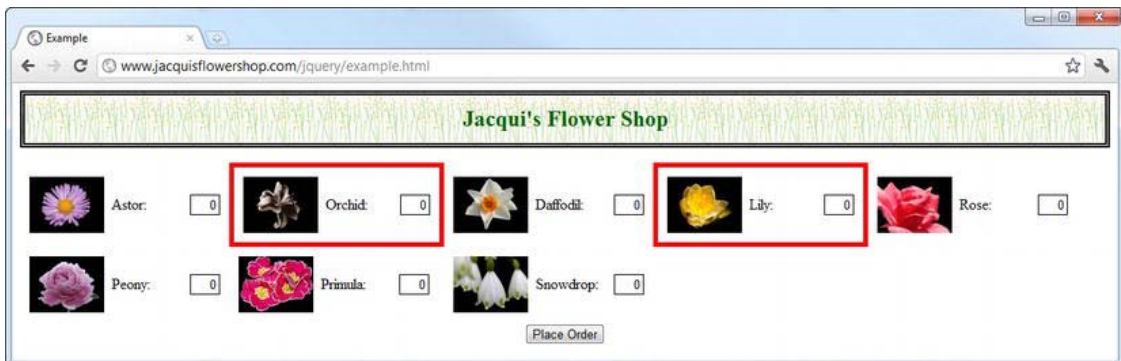 Example
www.jacquisflowershop.com/jquery/example.html
Jacqui's Flower Shop
Astor: 0 Orchid: 0 Daffodil: 0 Lily: 0 Rose: 0
Peony: 0 Primula: 0 Snowdrop: 0
Place Order